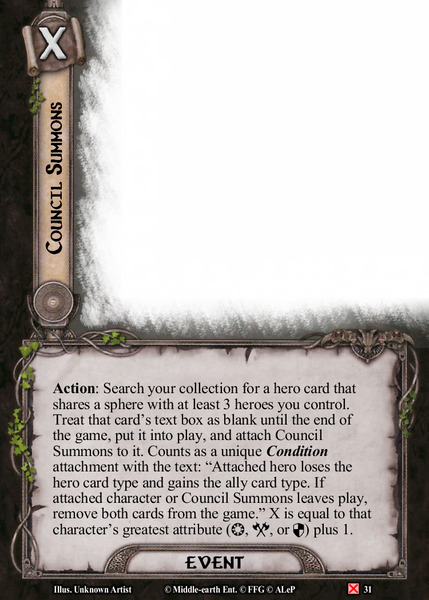 X
Council Summons
Action: Search your collection for a hero card that
shares a sphere with at least 3 heroes you control.
Treat that card's text box as blank until the end of
the game, put it into play, and attach Council
Summons to it. Counts as a unique Condition
attachment with the text: “Attached hero loses the
hero card type and gains the ally card type. If
attached character or Council Summons leaves play,
remove both cards from the game.” X is equal to that
character's greatest attribute (, , or ) plus 1.
EVENT
Illus. Unknown Artist © Middle-earth Ent. © FFG © ALeP 31